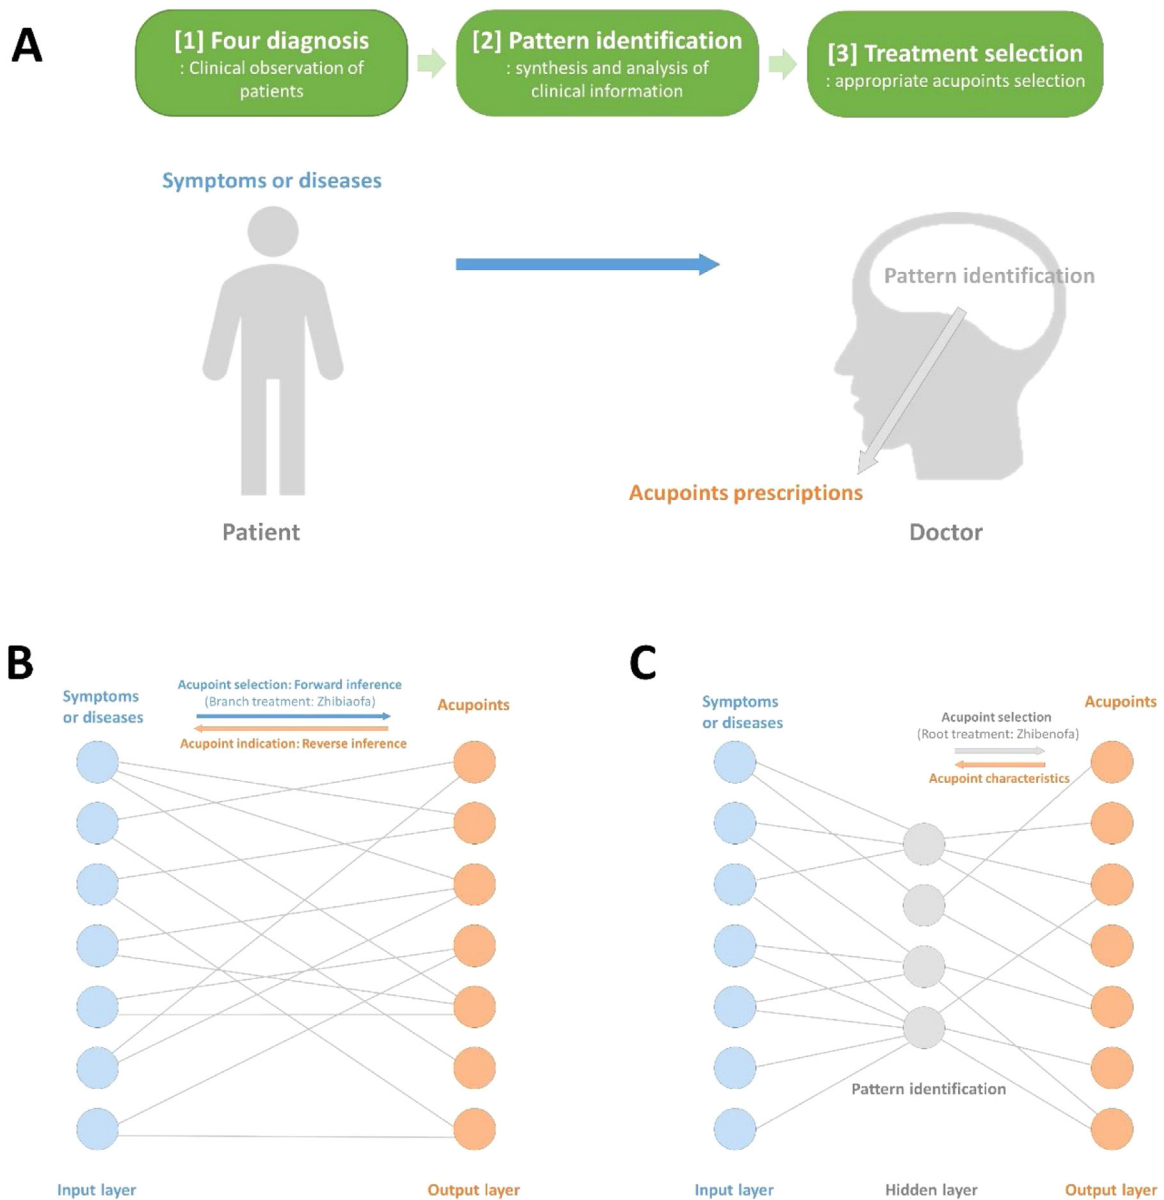 A
[1] Four diagnosis
: Clinical observation of
patients
[2] Pattern identification
: synthesis and analysis of
clinical information
[3] Treatment selection
: appropriate acupoints selection
Symptoms or diseases
Pattern identification
Acupoints prescriptions
Patient
Doctor
B
Symptoms
or diseases
Acupoint selection: Forward inference
(Branch treatment: Zhibiaofa)
Acupoint indication: Reverse inference
Acupoints
Input layer
Output layer
C
Symptoms
or diseases
Acupoint selection
(Root treatment: Zhibenofa)
Acupoint characteristics
Acupoints
Pattern identification
Input layer
Hidden layer
Output layer